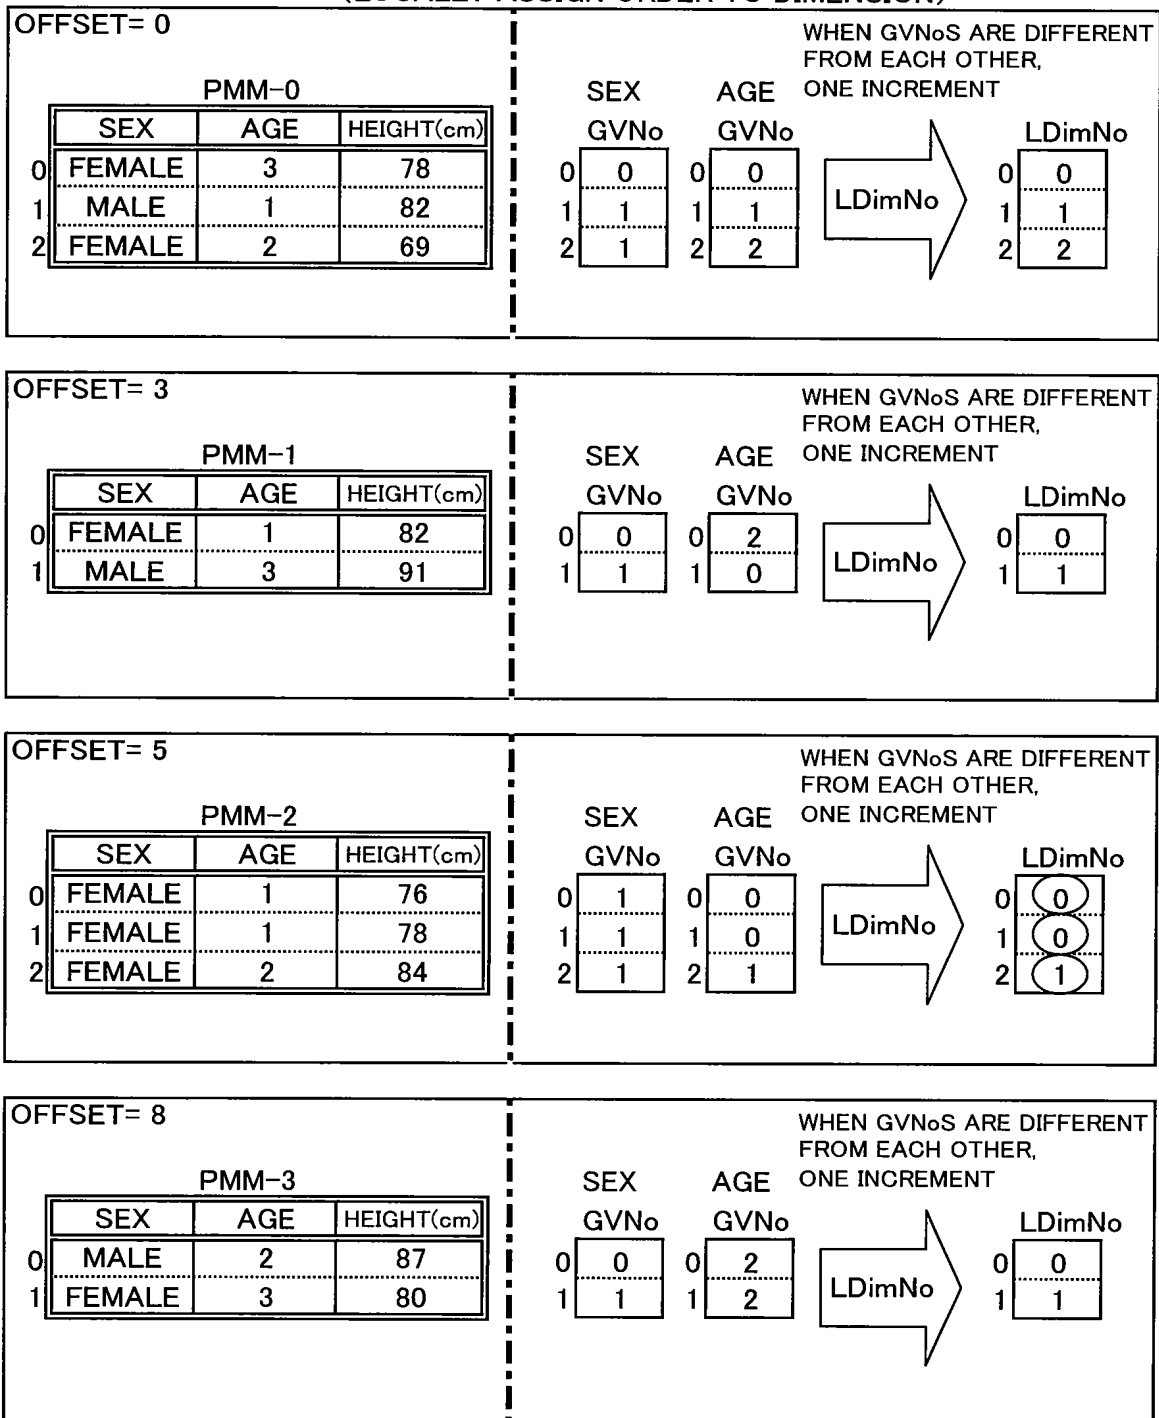 (LOCALLY ASSIGN ORDER TO DIMENSION)
OFFSET= 0
WHEN GVNoS ARE DIFFERENT
FROM EACH OTHER,
ONE INCREMENT
PMM-0
SEX AGE HEIGHT(cm)
0 FEMALE 3 78
1 MALE 1 82
2 FEMALE 2 69
SEX AGE
GVNo GVNo LDimNo
0 0 0 0 0 0
1 1 1 1 1 1
2 1 2 2 2 2
LDimNo
OFFSET= 3
WHEN GVNoS ARE DIFFERENT
FROM EACH OTHER,
ONE INCREMENT
PMM-1
SEX AGE HEIGHT(cm)
0 FEMALE 1 82
1 MALE 3 91
SEX AGE
GVNo GVNo LDimNo
0 0 0 2 0 0
1 1 1 0 1 1
LDimNo
OFFSET= 5
WHEN GVNoS ARE DIFFERENT
FROM EACH OTHER,
ONE INCREMENT
PMM-2
SEX AGE HEIGHT(cm)
0 FEMALE 1 76
1 FEMALE 1 78
2 FEMALE 2 84
SEX AGE
GVNo GVNo LDimNo
0 1 0 0 0 0
1 1 1 0 1 0
2 1 2 1 2 1
LDimNo
OFFSET= 8
WHEN GVNoS ARE DIFFERENT
FROM EACH OTHER,
ONE INCREMENT
PMM-3
SEX AGE HEIGHT(cm)
0 MALE 2 87
1 FEMALE 3 80
SEX AGE
GVNo GVNo LDimNo
0 0 0 2 0 0
1 1 1 2 1 1
LDimNo